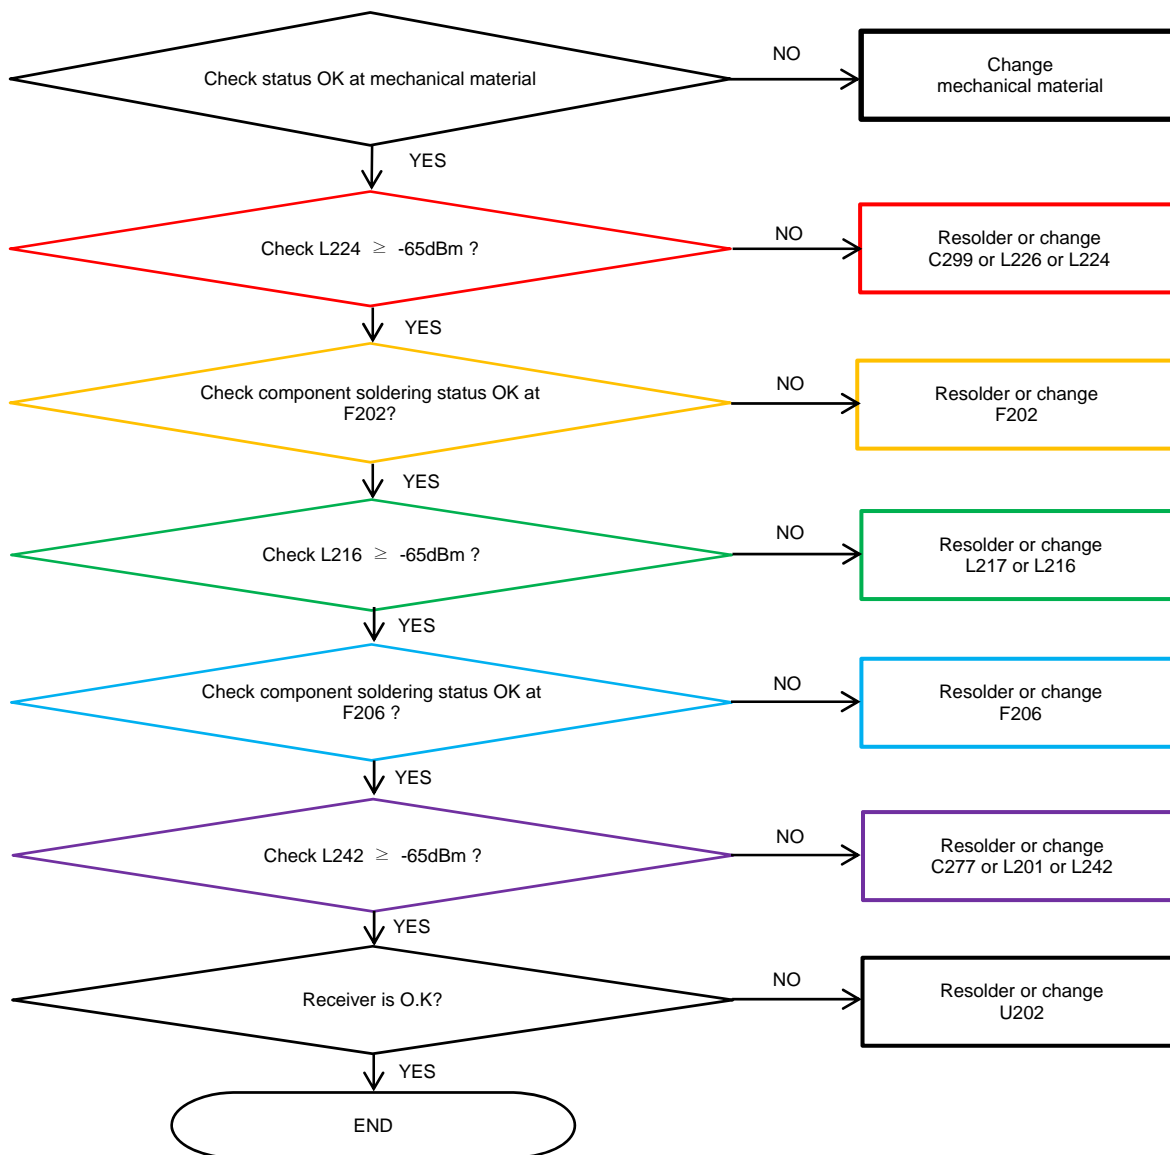 Check status OK at mechanical material
NO
Change
mechanical material
YES
Check L224 ≥ -65dBm ?
NO
Resolder or change
C299 or L226 or L224
YES
Check component soldering status OK at
F202?
NO
Resolder or change
F202
YES
Check L216 ≥ -65dBm ?
NO
Resolder or change
L217 or L216
YES
Check component soldering status OK at
F206 ?
NO
Resolder or change
F206
YES
Check L242 ≥ -65dBm ?
NO
Resolder or change
C277 or L201 or L242
YES
Receiver is O.K?
NO
Resolder or change
U202
YES
END